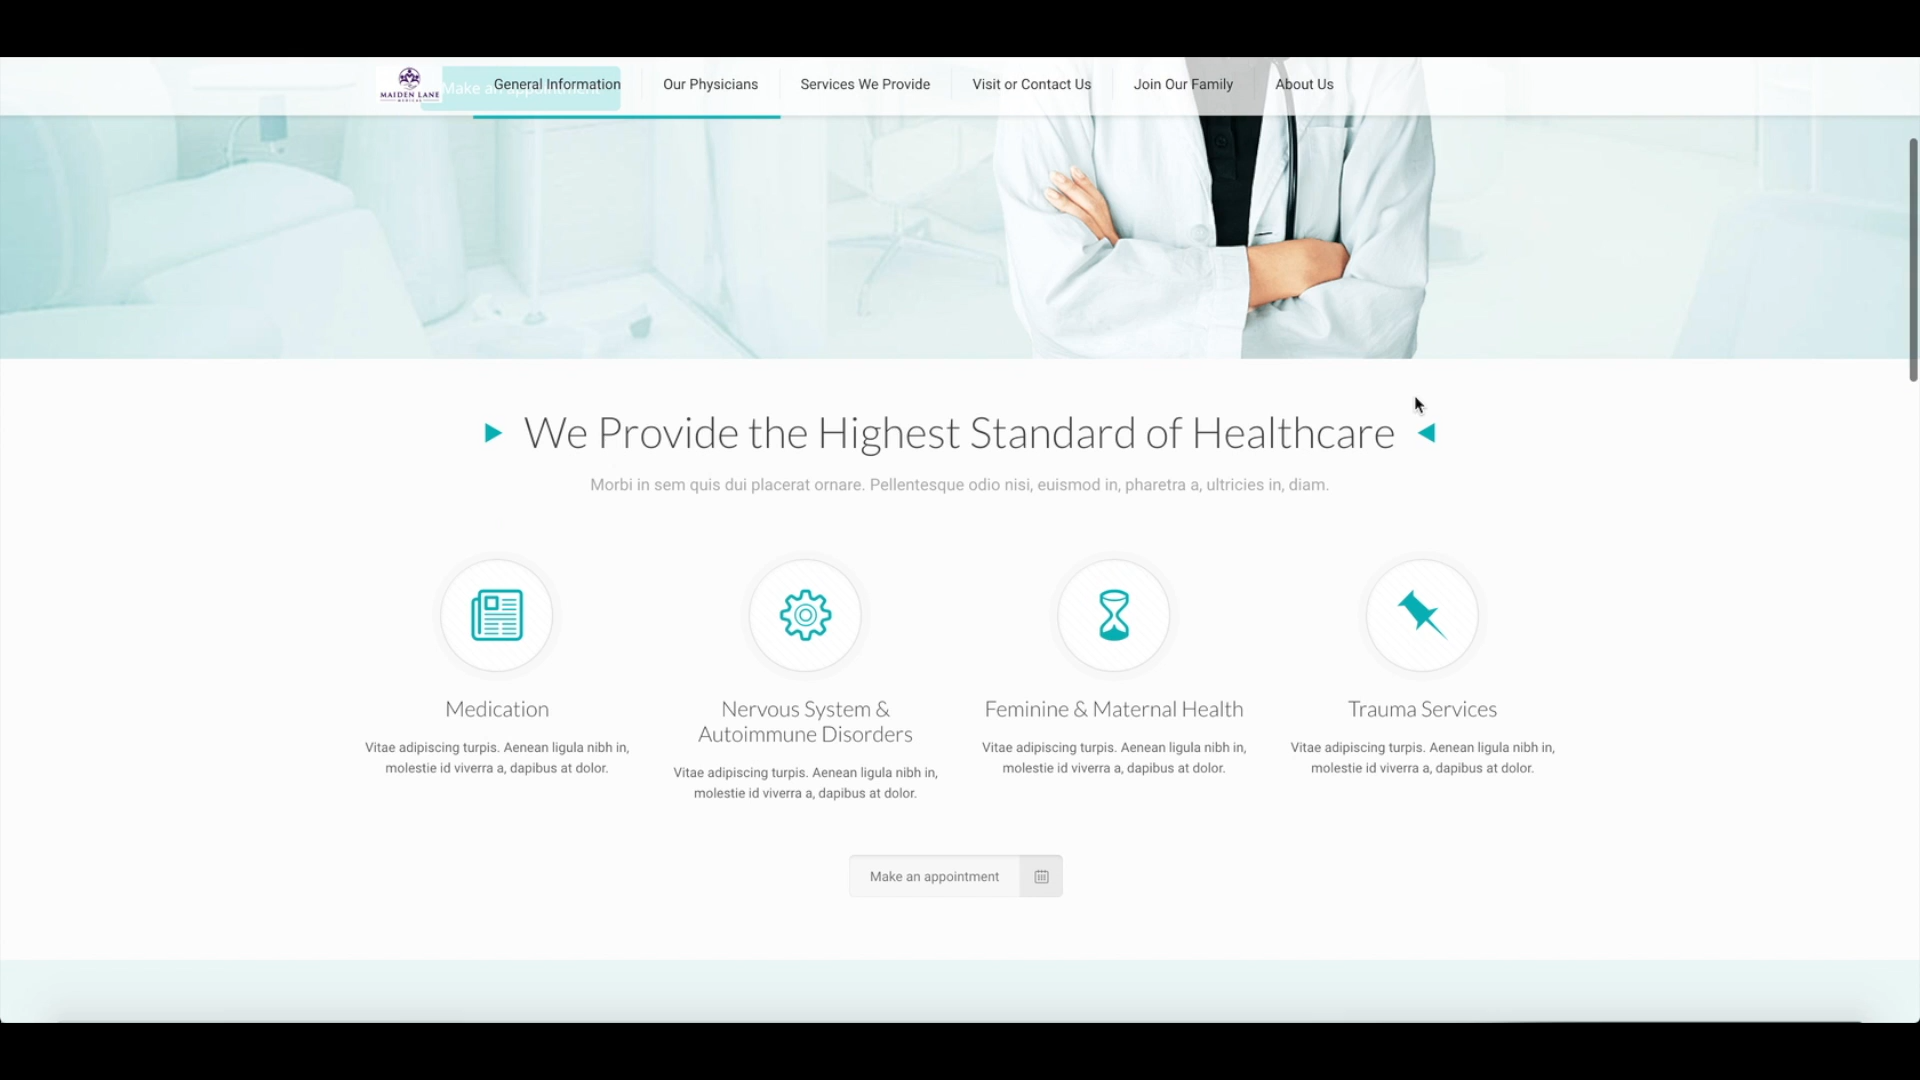 MAIDEN LANE
MEDICAL
Make an appointment
General Information
Our Physicians
Services We Provide
Visit or Contact Us
Join Our Family
About Us
We Provide the Highest Standard of Healthcare
Morbi in sem quis dui placerat ornare. Pellentesque odio nisi, euismod in, pharetra a, ultricies in, diam.
Medication
Vitae adipiscing turpis. Aenean ligula nibh in,
molestie id viverra a, dapibus at dolor.
Nervous System &
Autoimmune Disorders
Vitae adipiscing turpis. Aenean ligula nibh in,
molestie id viverra a, dapibus at dolor.
Feminine & Maternal Health
Vitae adipiscing turpis. Aenean ligula nibh in,
molestie id viverra a, dapibus at dolor.
Trauma Services
Vitae adipiscing turpis. Aenean ligula nibh in,
molestie id viverra a, dapibus at dolor.
Make an appointment